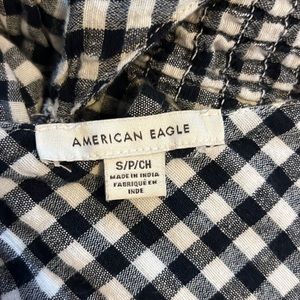 AMERICAN EAGLE
S/P/CH
MADE IN INDIA
FABRIQUÉ EN
INDE